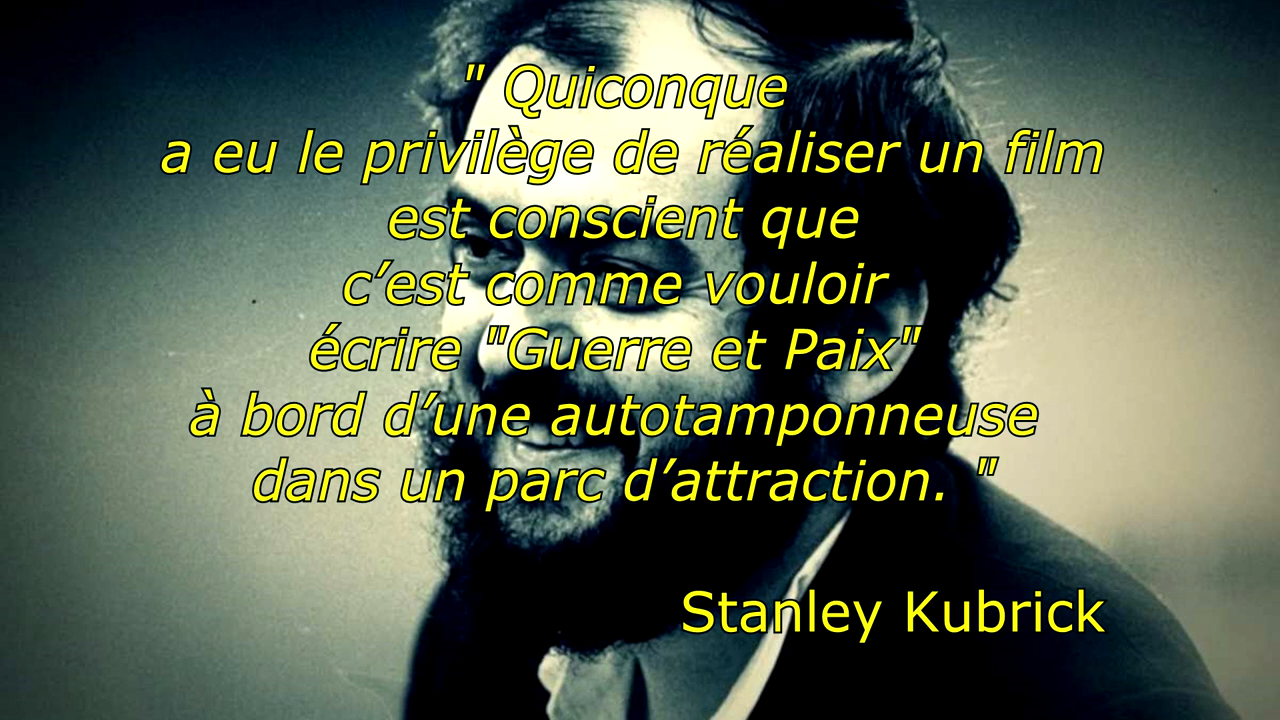 " Quiconque
a eu le privilège de réaliser un film
est conscient que
c’est comme vouloir
écrire "Guerre et Paix"
à bord d’une autotamponneuse
dans un parc d’attraction. "
Stanley Kubrick